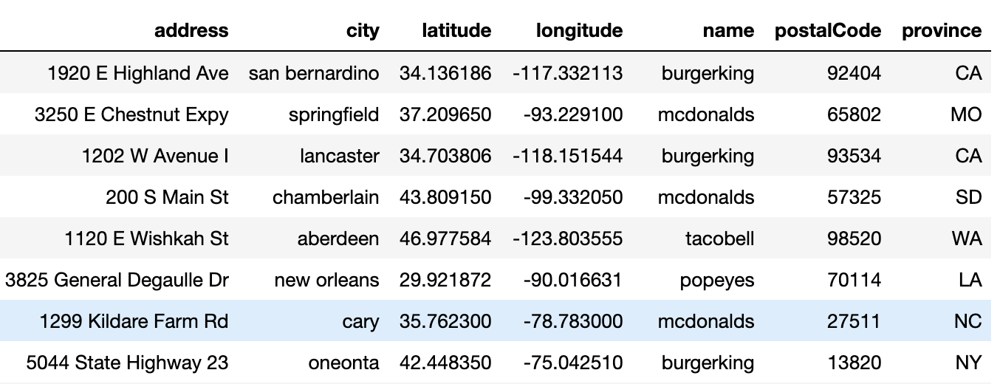 address city latitude longitude name postalCode province
1920 E Highland Ave san bernardino 34.136186 -117.332113 burgerking 92404 CA
3250 E Chestnut Expy springfield 37.209650 -93.229100 mcdonalds 65802 MO
1202 W Avenue I lancaster 34.703806 -118.151544 burgerking 93534 CA
200 S Main St chamberlain 43.809150 -99.332050 mcdonalds 57325 SD
1120 E Wishkah St aberdeen 46.977584 -123.803555 tacobell 98520 WA
3825 General Degaulle Dr new orleans 29.921872 -90.016631 popeyes 70114 LA
1299 Kildare Farm Rd cary 35.762300 -78.783000 mcdonalds 27511 NC
5044 State Highway 23 oneonta 42.448350 -75.042510 burgerking 13820 NY